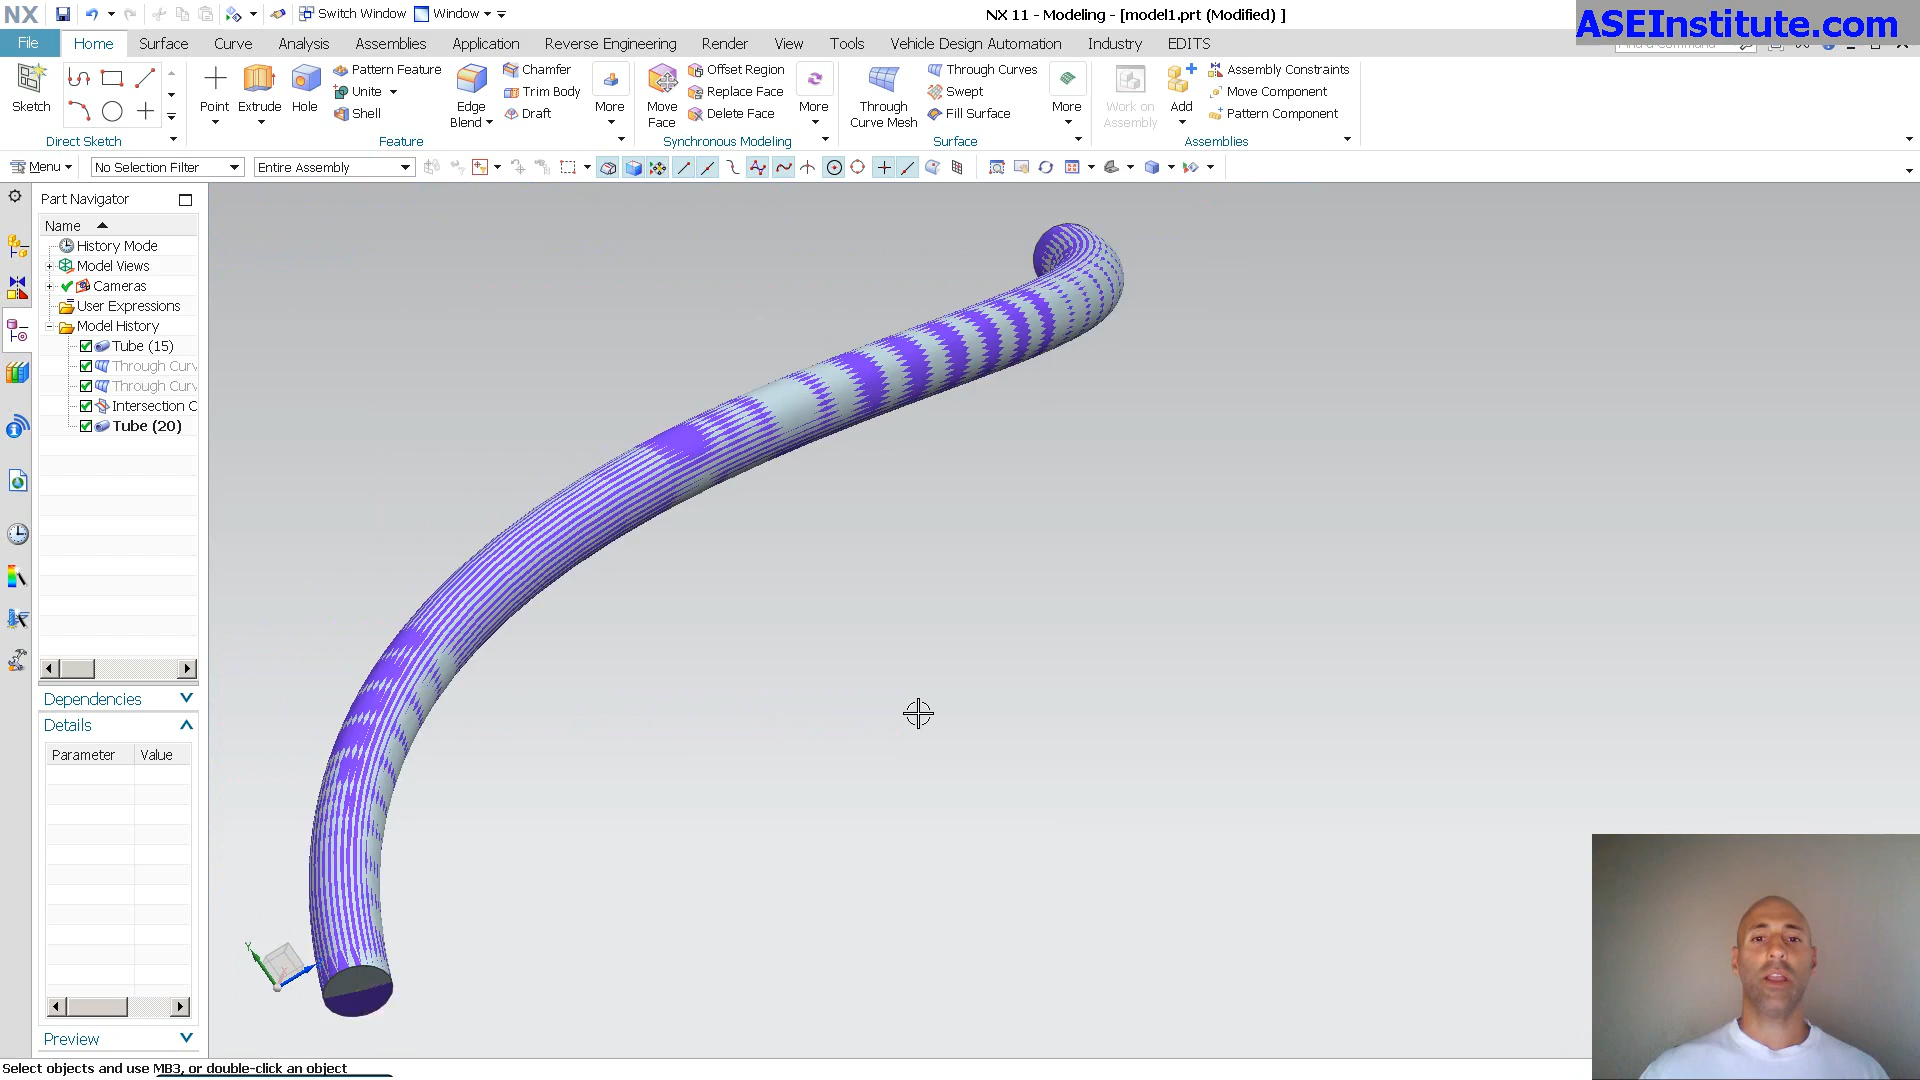 NX
Switch Window
Window
NX 11 - Modeling - [model1.prt (Modified) ]
ASEInstitute.com
File
Home
Surface
Curve
Analysis
Assemblies
Application
Reverse Engineering
Render
View
Tools
Vehicle Design Automation
Industry
EDITS
Sketch
Direct Sketch
Point
Extrude
Hole
Pattern Feature
Unite
Shell
Edge
Blend
Chamfer
Trim Body
Draft
More
Feature
Move
Face
Offset Region
Replace Face
Delete Face
More
Synchronous Modeling
Through
Curve Mesh
Through Curves
Swept
Fill Surface
More
Surface
Work on
Assembly
Add
Assembly Constraints
Move Component
Pattern Component
Assemblies
Menu
No Selection Filter
Entire Assembly
Part Navigator
Name
History Mode
Model Views
Cameras
User Expressions
Model History
Tube (15)
Through Curv
Through Curv
Intersection C
Tube (20)
Dependencies
Details
Parameter
Value
Preview
Y
Select objects and use MB3, or double-click an object